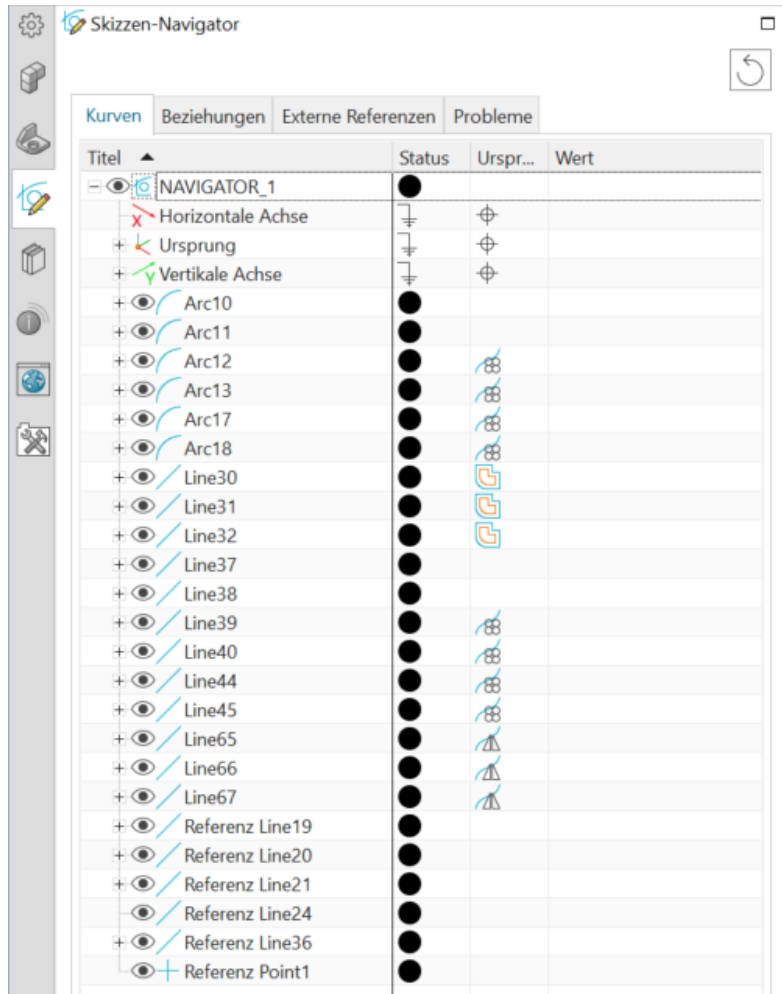 Skizzen-Navigator
Kurven Beziehungen Externe Referenzen Probleme
Titel Status Urspr... Wert
NAVIGATOR_1
X Horizontale Achse
Ursprung
Y Vertikale Achse
Arc10
Arc11
Arc12
Arc13
Arc17
Arc18
Line30
Line31
Line32
Line37
Line38
Line39
Line40
Line44
Line45
Line65
Line66
Line67
Referenz Line19
Referenz Line20
Referenz Line21
Referenz Line24
Referenz Line36
Referenz Point1